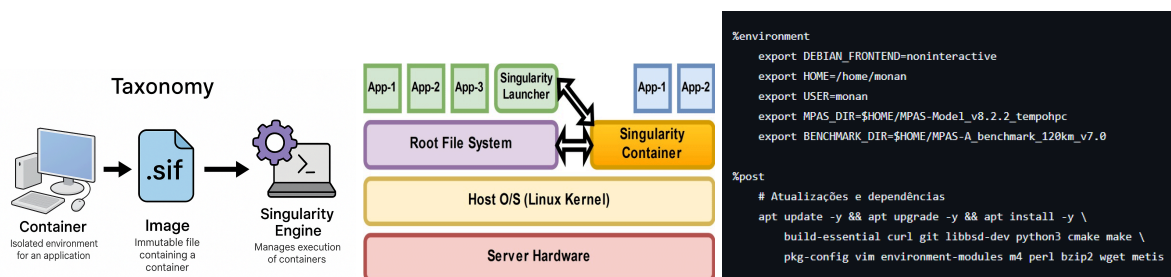 Taxonomy
.sif
Container
Isolated environment
for an application
Image
Immutable file
containing a
container
Singularity
Engine
Manages execution
of containers
App-1
App-2
App-3
Singularity
Launcher
App-1
App-2
Root File System
Singularity
Container
Host O/S (Linux Kernel)
Server Hardware
%environment
    export DEBIAN_FRONTEND=noninteractive
    export HOME=/home/monan
    export USER=monan
    export MPAS_DIR=$HOME/MPAS-Model_v8.2.2_tempohpc
    export BENCHMARK_DIR=$HOME/MPAS-A_benchmark_120km_v7.0
%post
    # Atualizações e dependências
    apt update -y && apt upgrade -y && apt install -y \
        build-essential curl git libbsd-dev python3 cmake make \
        pkg-config vim environment-modules m4 perl bzip2 wget metis